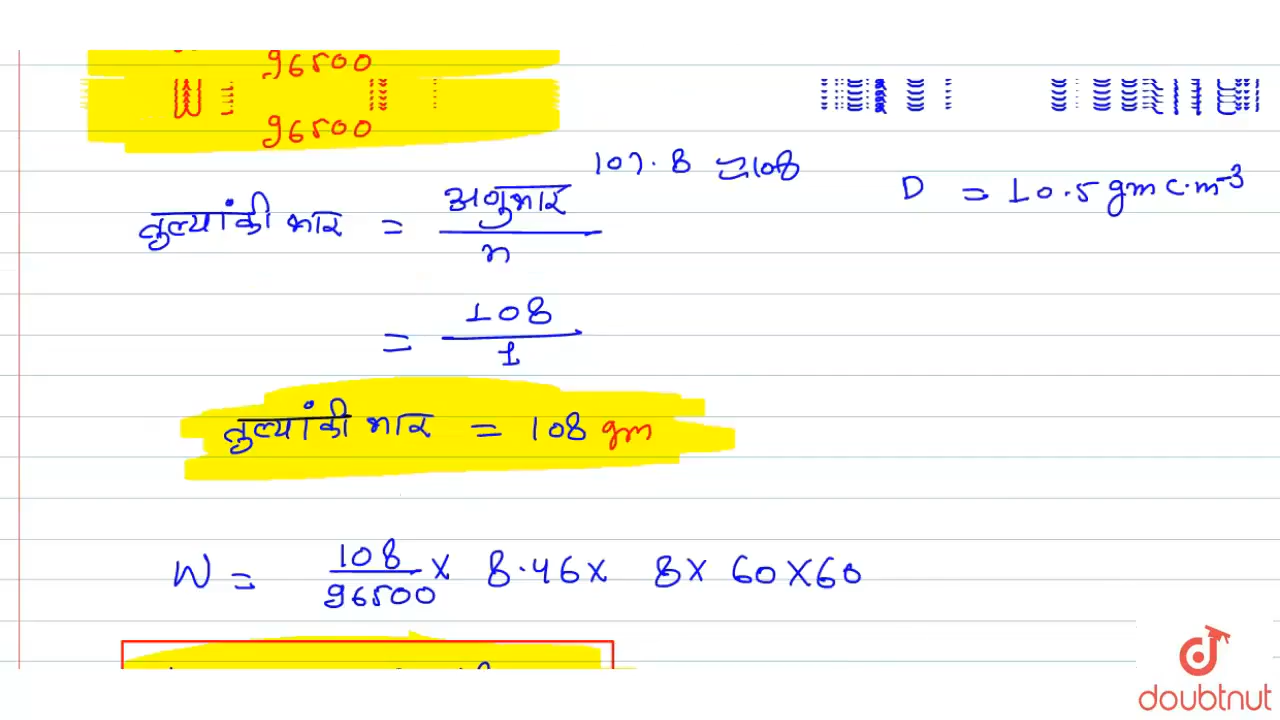 96500
96500
107.8 ≃108
D = 10.5 gm c.m-3
तुल्यांकी भार = अणुभार / n
= 108 / 1
तुल्यांकी भार = 108 gm
W = 108 / 96500 × 8.46 × 8 × 60 × 60
doubtnut